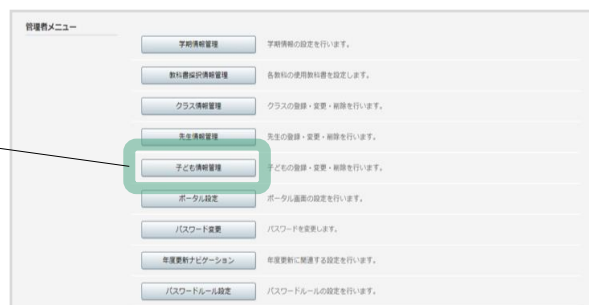 管理者メニュー
学期情報管理 学期情報の設定を行います。
教科書採択情報管理 各教科の使用教科書を設定します。
クラス情報管理 クラスの登録・変更・削除を行います。
先生情報管理 先生の登録・変更・削除を行います。
子ども情報管理 子どもの登録・変更・削除を行います。
ポータル設定 ポータル画面の設定を行います。
パスワード変更 パスワードを変更します。
年度更新ナビゲーション 年度更新に関連する設定を行います。
パスワードルール設定 パスワードルールの設定を行います。